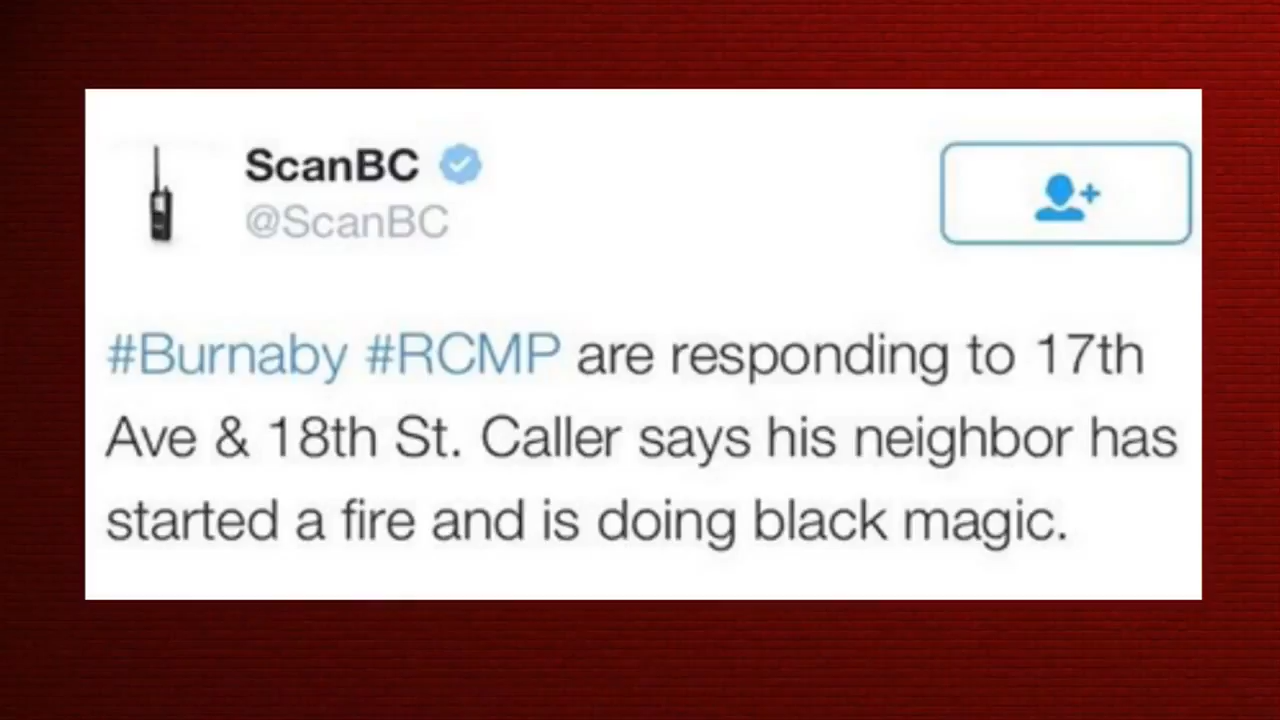 ScanBC
@ScanBC
#Burnaby #RCMP are responding to 17th
Ave & 18th St. Caller says his neighbor has
started a fire and is doing black magic.